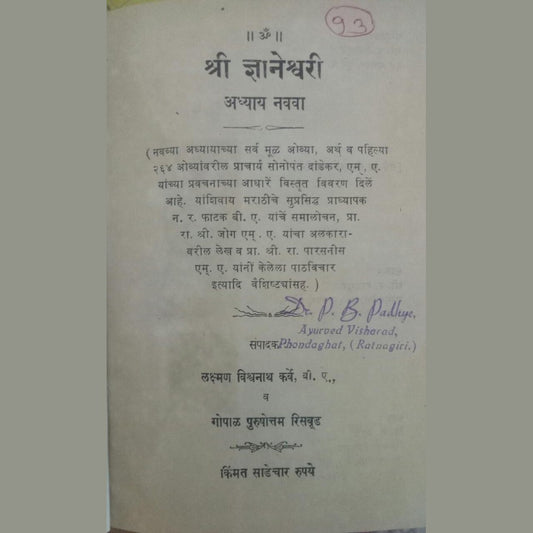 ९३
॥ ॐ ॥
श्री ज्ञानेश्वरी
अध्याय नववा
( नवव्या अध्यायाच्या सर्व मूळ ओव्या, अर्थ व पहिल्या
२६४ ओव्यांवरील प्राचार्य सोनोपंत दांडेकर, एम्. ए.
यांच्या प्रवचनाच्या आधारें विस्तृत विवरण दिलें
आहे. यांशिवाय मराठीचे सुप्रसिद्ध प्राध्यापक
न. र. फाटक बी. ए. यांचें समालोचन, प्रा.
रा. श्री. जोग एम्. ए. यांचा अलंकारा-
वरील लेख व प्रा. श्री. रा. पारसनीस
एम्. ए. यांनीं केलेला पाठविचार
इत्यादि वैशिष्ट्यांसह. )
Dr. P. B. Padhye.
Ayurved Visharad,
संपादक Phondaghat, ( Ratnagiri. )
लक्ष्मण विश्वनाथ कर्वे, बी. ए.,
व
गोपाळ पुरुषोत्तम रिसबूड
किंमत साडेचार रुपये